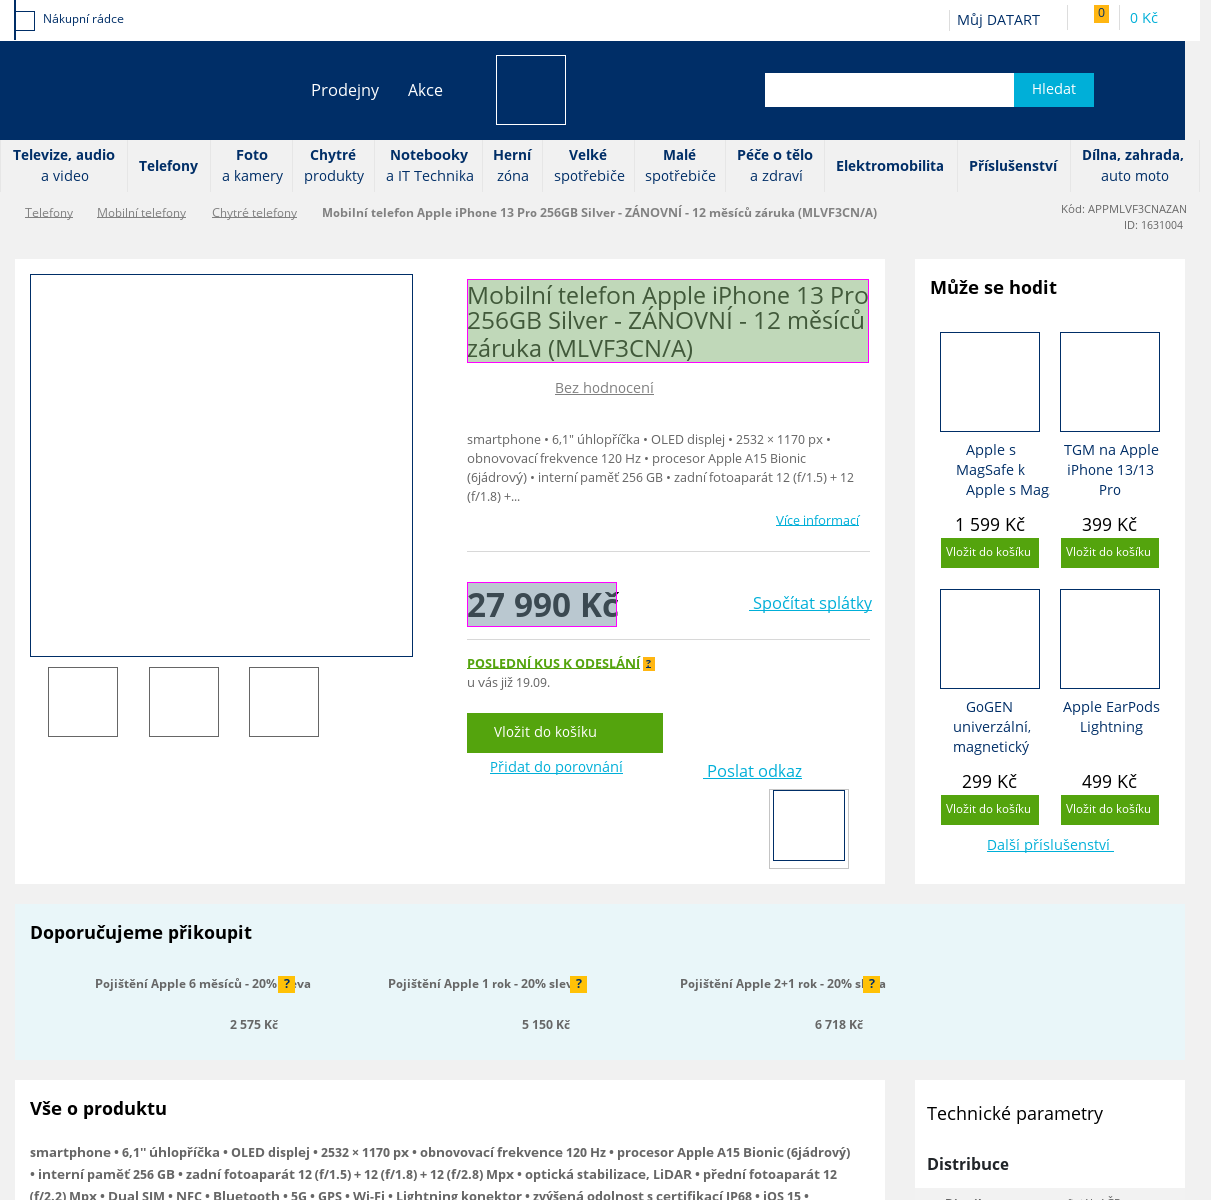 Nákupní rádce
Můj DATART
0
0 Kč
Prodejny
Akce
Hledat
Televize, audio
a video
Telefony
Foto
a kamery
Chytré
produkty
Notebooky
a IT Technika
Herní
zóna
Velké
spotřebiče
Malé
spotřebiče
Péče o tělo
a zdraví
Elektromobilita
Příslušenství
Dílna, zahrada,
auto moto
Telefony
Mobilní telefony
Chytré telefony
Mobilní telefon Apple iPhone 13 Pro 256GB Silver - ZÁNOVNÍ - 12 měsíců záruka (MLVF3CN/A)
Kód: APPMLVF3CNAZAN
ID: 1631004
Mobilní telefon Apple iPhone 13 Pro
256GB Silver - ZÁNOVNÍ - 12 měsíců
záruka (MLVF3CN/A)
Bez hodnocení
smartphone • 6,1" úhlopříčka • OLED displej • 2532 × 1170 px •
obnovovací frekvence 120 Hz • procesor Apple A15 Bionic
(6jádrový) • interní paměť 256 GB • zadní fotoaparát 12 (f/1.5) + 12
(f/1.8) +...
Více informací
27 990 Kč
Spočítat splátky
POSLEDNÍ KUS K ODESLÁNÍ ?
u vás již 19.09.
Vložit do košíku
Přidat do porovnání
Poslat odkaz
Může se hodit
Apple s
MagSafe k
Apple s Mag
1 599 Kč
Vložit do košíku
TGM na Apple
iPhone 13/13
Pro
399 Kč
Vložit do košíku
GoGEN
univerzální,
magnetický
299 Kč
Vložit do košíku
Apple EarPods
Lightning
499 Kč
Vložit do košíku
Další příslušenství
Doporučujeme přikoupit
Pojištění Apple 6 měsíců - 20% ?
2 575 Kč
Pojištění Apple 1 rok - 20% ?
5 150 Kč
Pojištění Apple 2+1 rok - 20% ?
6 718 Kč
Vše o produktu
smartphone • 6,1'' úhlopříčka • OLED displej • 2532 × 1170 px • obnovovací frekvence 120 Hz • procesor Apple A15 Bionic (6jádrový)
• interní paměť 256 GB • zadní fotoaparát 12 (f/1.5) + 12 (f/1.8) + 12 (f/2.8) Mpx • optická stabilizace, LiDAR • přední fotoaparát 12
(f/2.2) Mpx • Dual SIM • NFC • Bluetooth • 5G • GPS • Wi-Fi • Lightning konektor • zvýšená odolnost s certifikací IP68 • iOS 15 •
Technické parametry
Distribuce